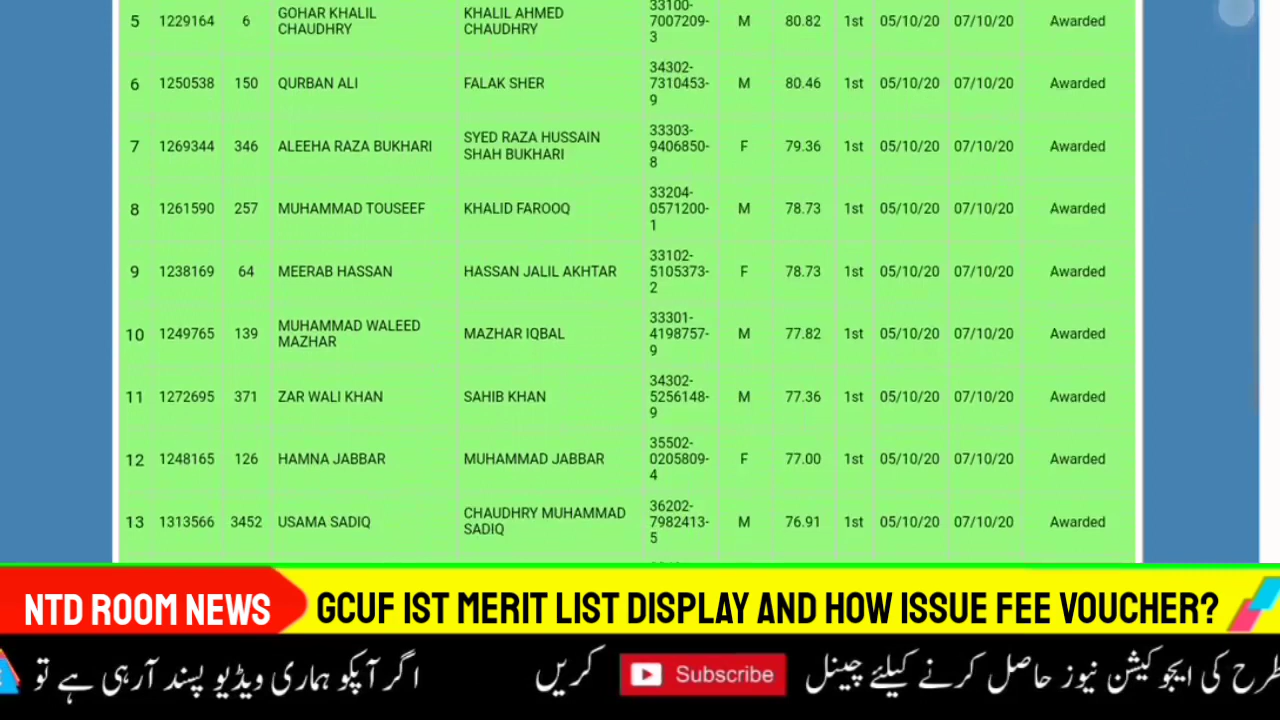 5 1229164 6 GOHAR KHALIL CHAUDHRY KHALIL AHMED CHAUDHRY 33100-7007209-3 M 80.82 1st 05/10/20 07/10/20 Awarded
6 1250538 150 QURBAN ALI FALAK SHER 34302-7310453-9 M 80.46 1st 05/10/20 07/10/20 Awarded
7 1269344 346 ALEEHA RAZA BUKHARI SYED RAZA HUSSAIN SHAH BUKHARI 33303-9406850-8 F 79.36 1st 05/10/20 07/10/20 Awarded
8 1261590 257 MUHAMMAD TOUSEEF KHALID FAROOQ 33204-0571200-1 M 78.73 1st 05/10/20 07/10/20 Awarded
9 1238169 64 MEERAB HASSAN HASSAN JALIL AKHTAR 33102-5105373-2 F 78.73 1st 05/10/20 07/10/20 Awarded
10 1249765 139 MUHAMMAD WALEED MAZHAR MAZHAR IQBAL 33301-4198757-9 M 77.82 1st 05/10/20 07/10/20 Awarded
11 1272695 371 ZAR WALI KHAN SAHIB KHAN 34302-5256148-9 M 77.36 1st 05/10/20 07/10/20 Awarded
12 1248165 126 HAMNA JABBAR MUHAMMAD JABBAR 35502-0205809-4 F 77.00 1st 05/10/20 07/10/20 Awarded
13 1313566 3452 USAMA SADIQ CHAUDHRY MUHAMMAD SADIQ 36202-7982413-5 M 76.91 1st 05/10/20 07/10/20 Awarded
NTD ROOM NEWS GCUF IST MERIT LIST DISPLAY AND HOW ISSUE FEE VOUCHER?
طرح کی ایجوکیشن نیوز حاصل کرنے کیلئے چینل Subscribe کریں اگر آپکو ہماری ویڈیو پسند آرہی ہے تو